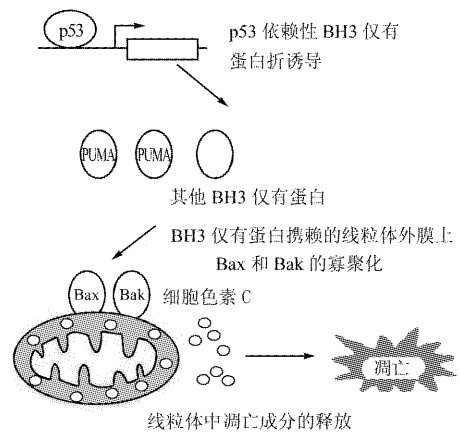 p53
p53 依赖性 BH3 仅有
蛋白折诱导
PUMA
PUMA
其他 BH3 仅有蛋白
BH3 仅有蛋白携赖的线粒体外膜上
Bax 和 Bak 的寡聚化
Bax
Bak
细胞色素 C
凋亡
线粒体中凋亡成分的释放